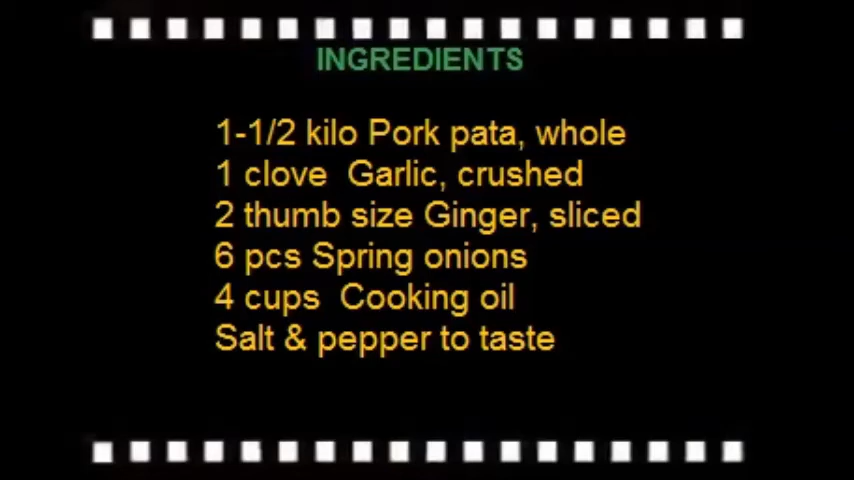 INGREDIENTS
1-1/2 kilo Pork pata, whole
1 clove Garlic, crushed
2 thumb size Ginger, sliced
6 pcs Spring onions
4 cups Cooking oil
Salt & pepper to taste